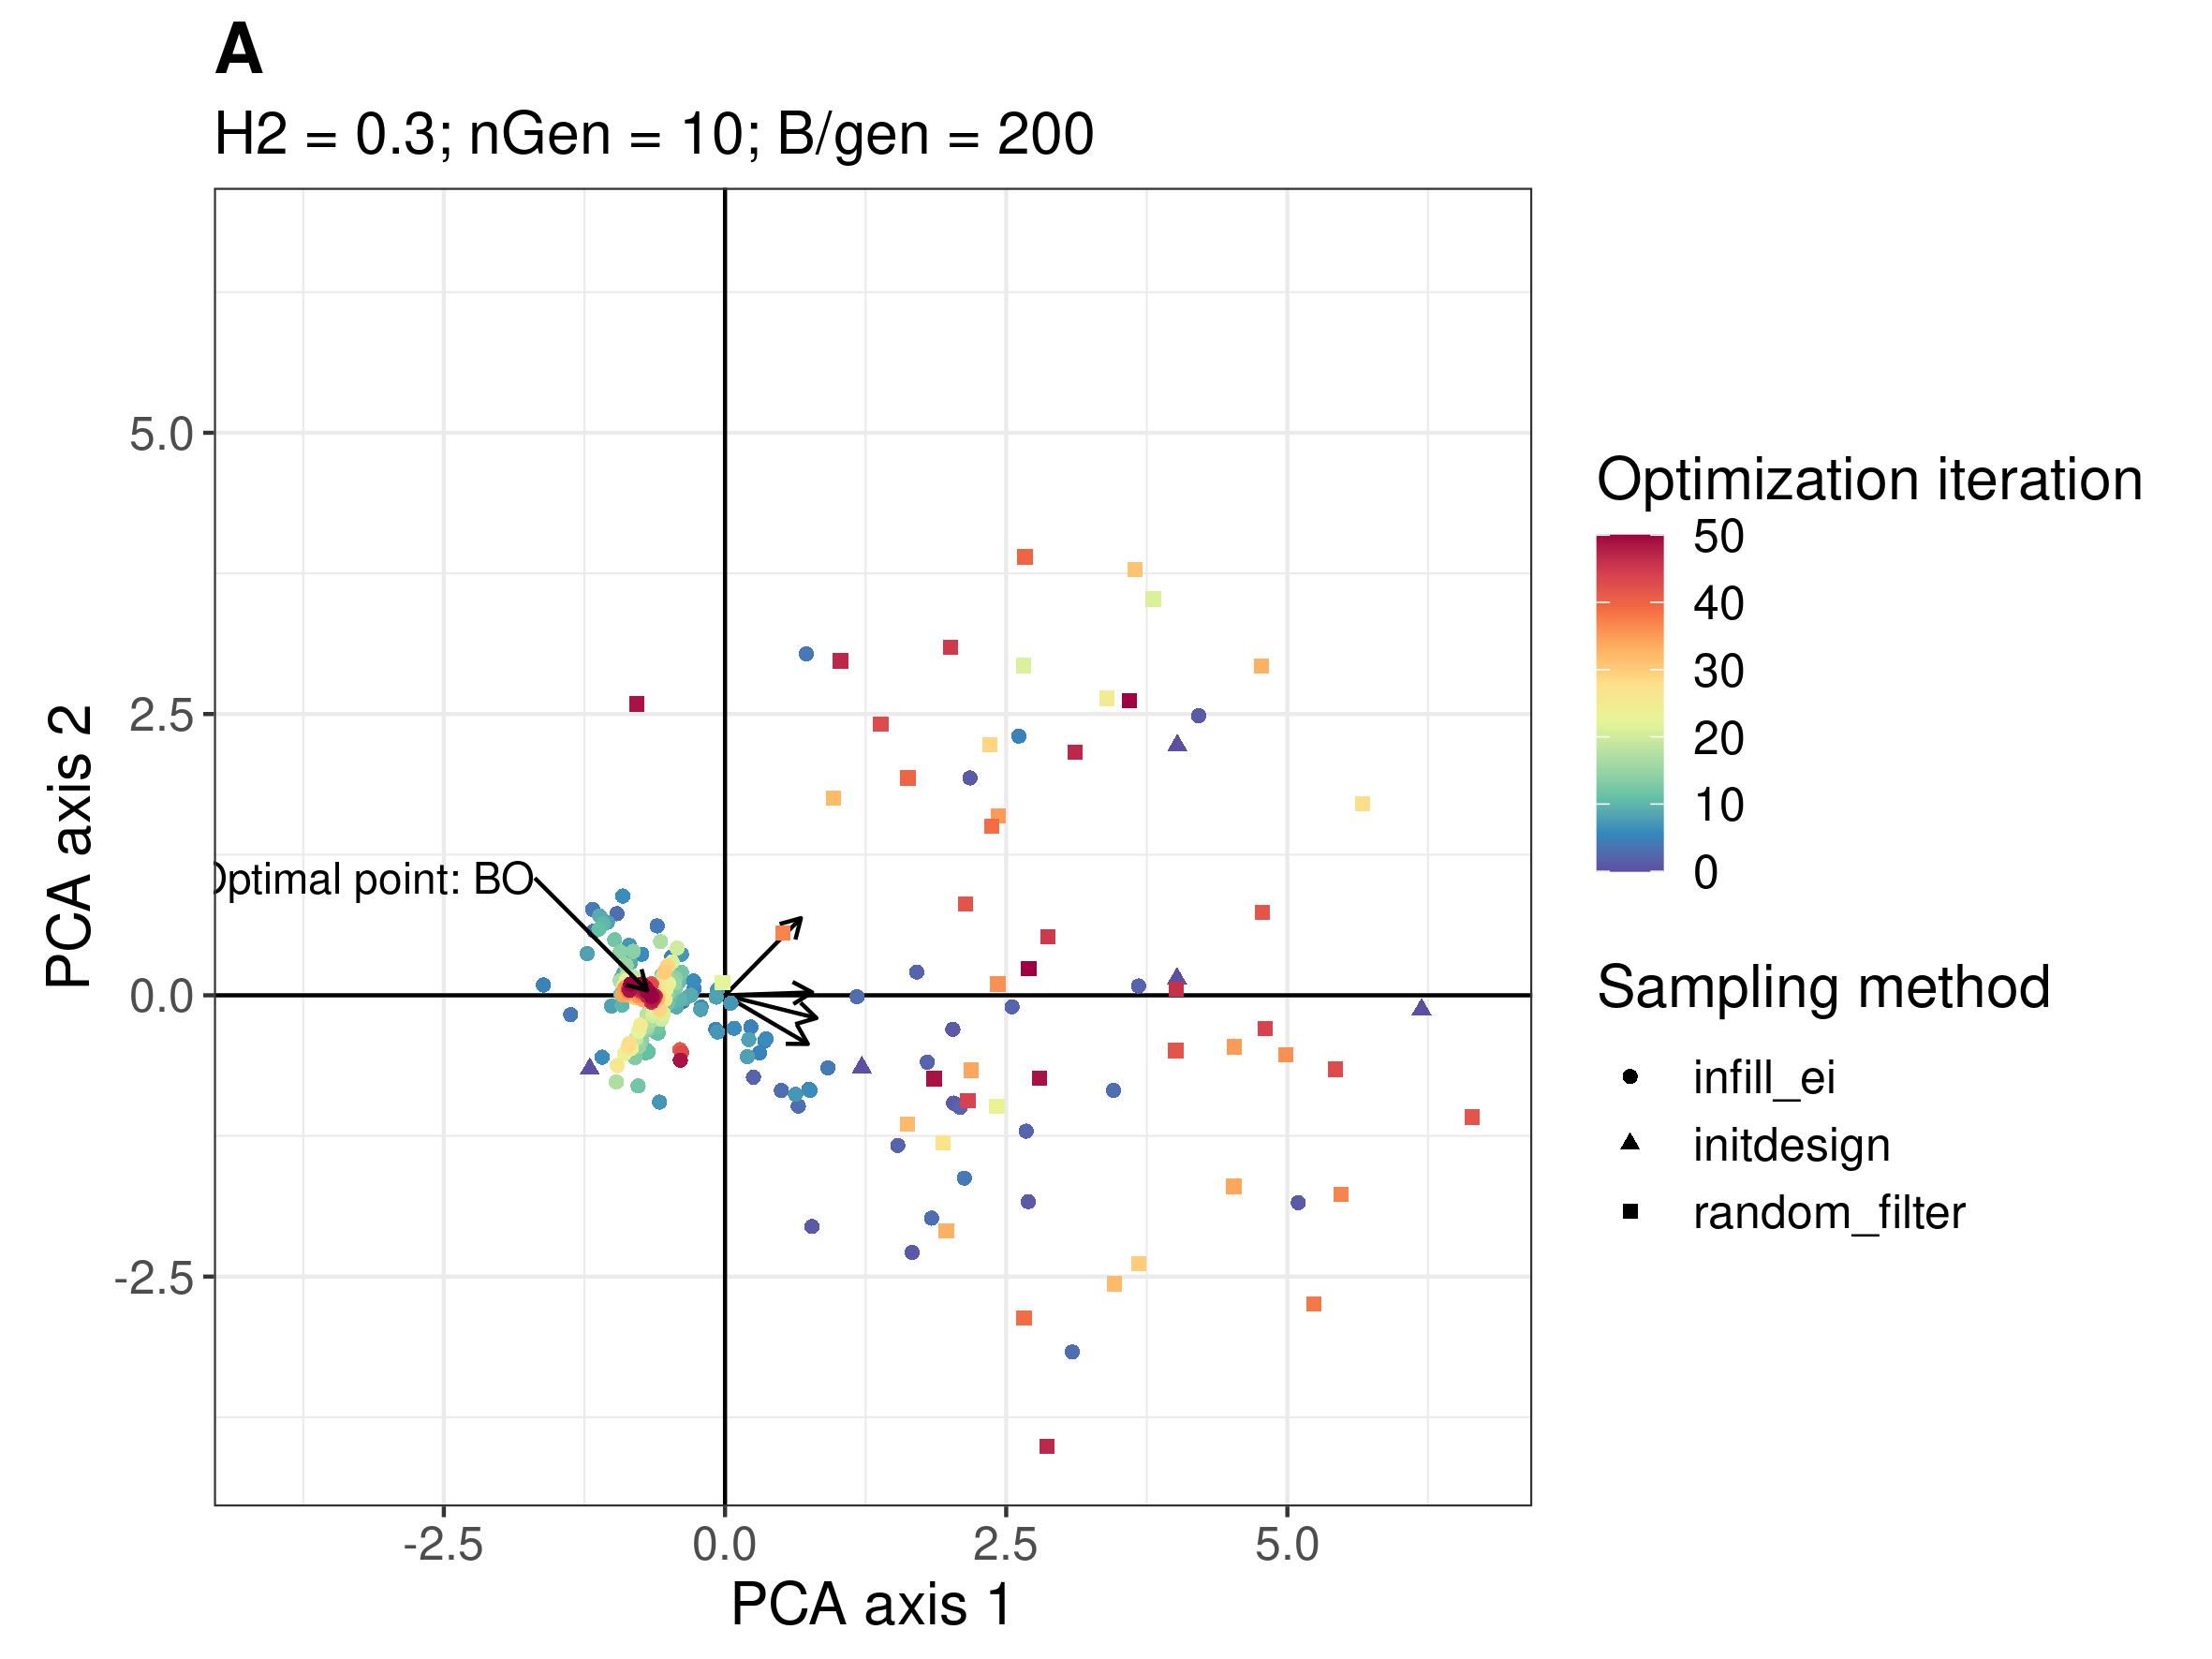 A
H2 = 0.3; nGen = 10; B/gen = 200
PCA axis 2
5.0
2.5
0.0
-2.5
Optimal point: BO
-2.5
0.0
2.5
5.0
PCA axis 1
Optimization iteration
50
40
30
20
10
0
Sampling method
infill_ei
initdesign
random_filter